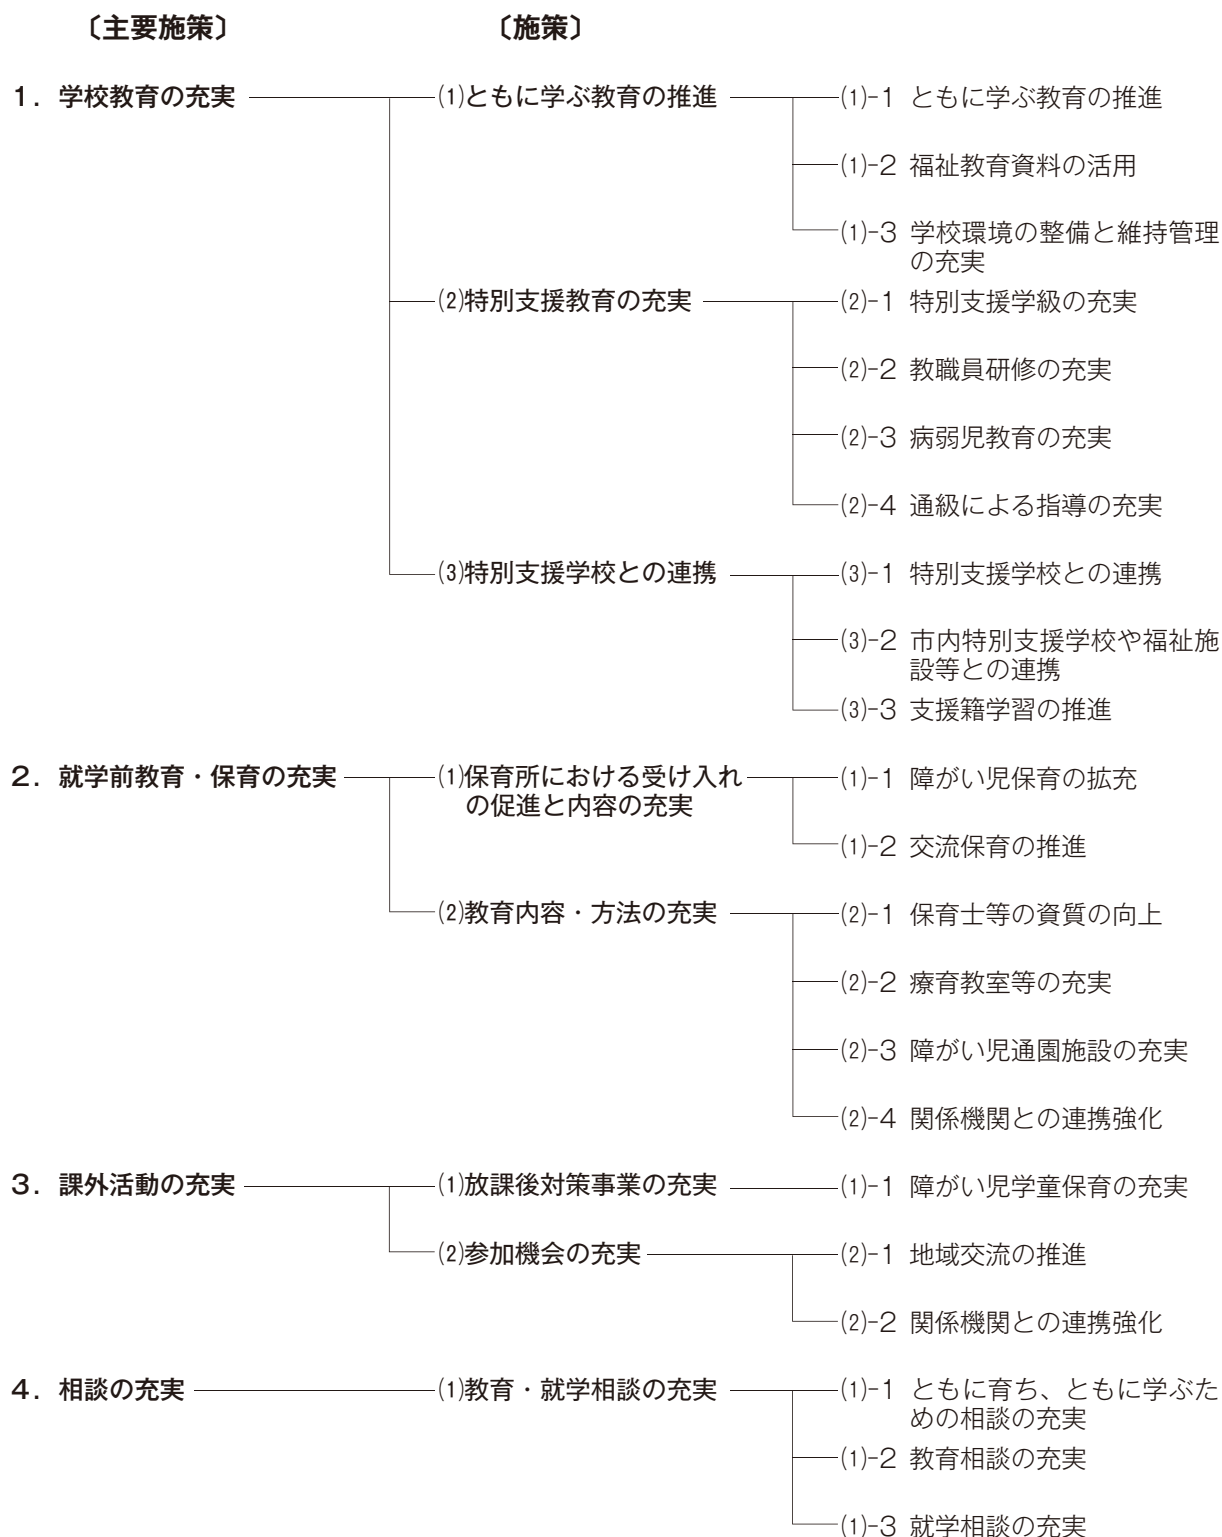 〔主要施策〕 〔施策〕
1．学校教育の充実 ⑴ともに学ぶ教育の推進 ⑴-1 ともに学ぶ教育の推進
⑴-2 福祉教育資料の活用
⑴-3 学校環境の整備と維持管理
の充実
⑵特別支援教育の充実 ⑵-1 特別支援学級の充実
⑵-2 教職員研修の充実
⑵-3 病弱児教育の充実
⑵-4 通級による指導の充実
⑶特別支援学校との連携 ⑶-1 特別支援学校との連携
⑶-2 市内特別支援学校や福祉施
設等との連携
⑶-3 支援籍学習の推進
2．就学前教育・保育の充実 ⑴保育所における受け入れ ⑴-1 障がい児保育の拡充
の促進と内容の充実
⑴-2 交流保育の推進
⑵教育内容・方法の充実 ⑵-1 保育士等の資質の向上
⑵-2 療育教室等の充実
⑵-3 障がい児通園施設の充実
⑵-4 関係機関との連携強化
3．課外活動の充実 ⑴放課後対策事業の充実 ⑴-1 障がい児学童保育の充実
⑵参加機会の充実 ⑵-1 地域交流の推進
⑵-2 関係機関との連携強化
4．相談の充実 ⑴教育・就学相談の充実 ⑴-1 ともに育ち、ともに学ぶた
めの相談の充実
⑴-2 教育相談の充実
⑴-3 就学相談の充実